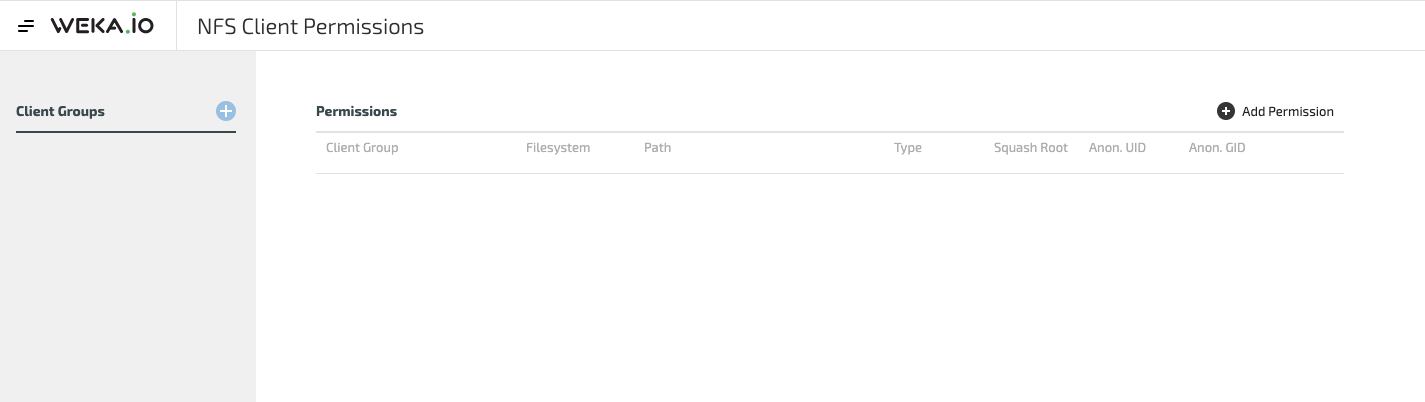 WEKA.iO NFS Client Permissions
Client Groups
Permissions Add Permission
Client Group Filesystem Path Type Squash Root Anon. UID Anon. GID